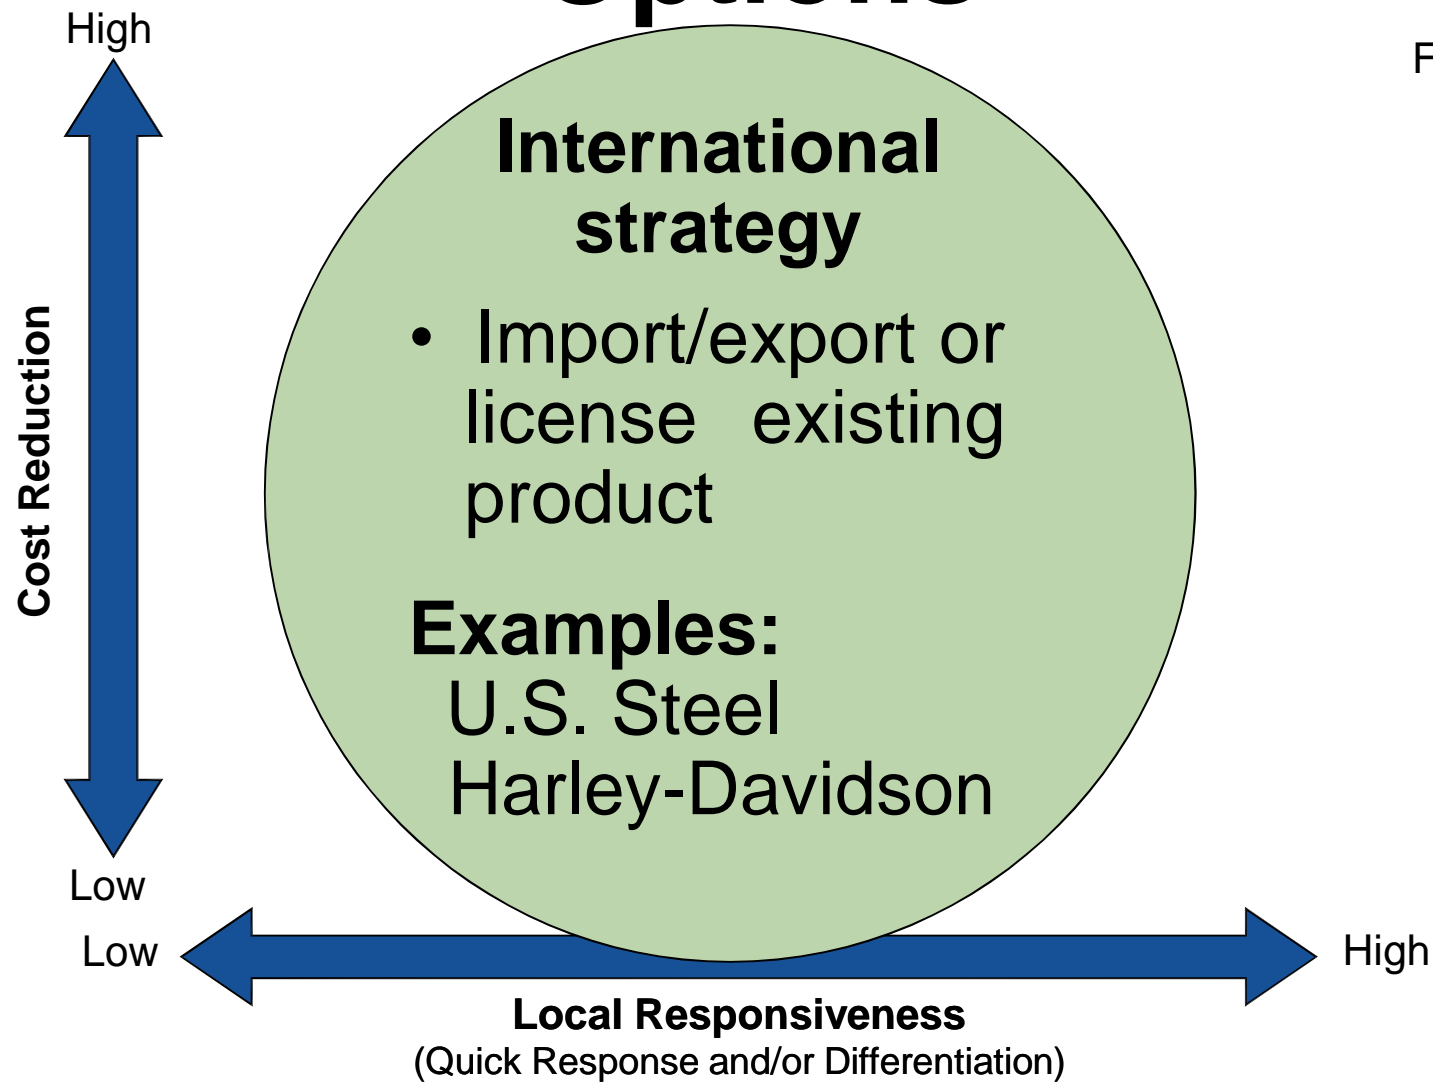 High
International
strategy
• Import/export or
license existing
product
Examples:
U.S. Steel
Harley-Davidson
Cost Reduction
Low
Low
High
Local Responsiveness
(Quick Response and/or Differentiation)